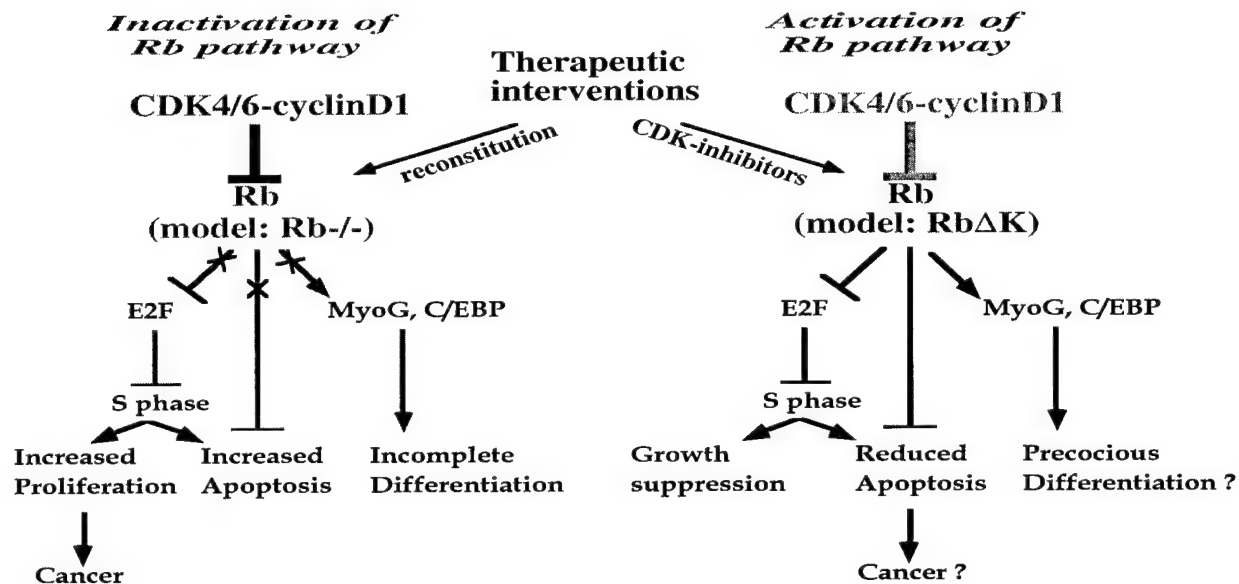 Inactivation of
Rb pathway
CDK4/6-cyclinD1
Rb
(model: Rb-/-)
E2F
MyoG, C/EBP
S phase
Increased
Proliferation
Increased
Apoptosis
Incomplete
Differentiation
Cancer
Therapeutic
interventions
reconstitution
CDK-inhibitors
Activation of
Rb pathway
CDK4/6-cyclinD1
Rb
(model: RbΔK)
E2F
MyoG, C/EBP
S phase
Growth
suppression
Reduced
Apoptosis
Precocious
Differentiation ?
Cancer ?